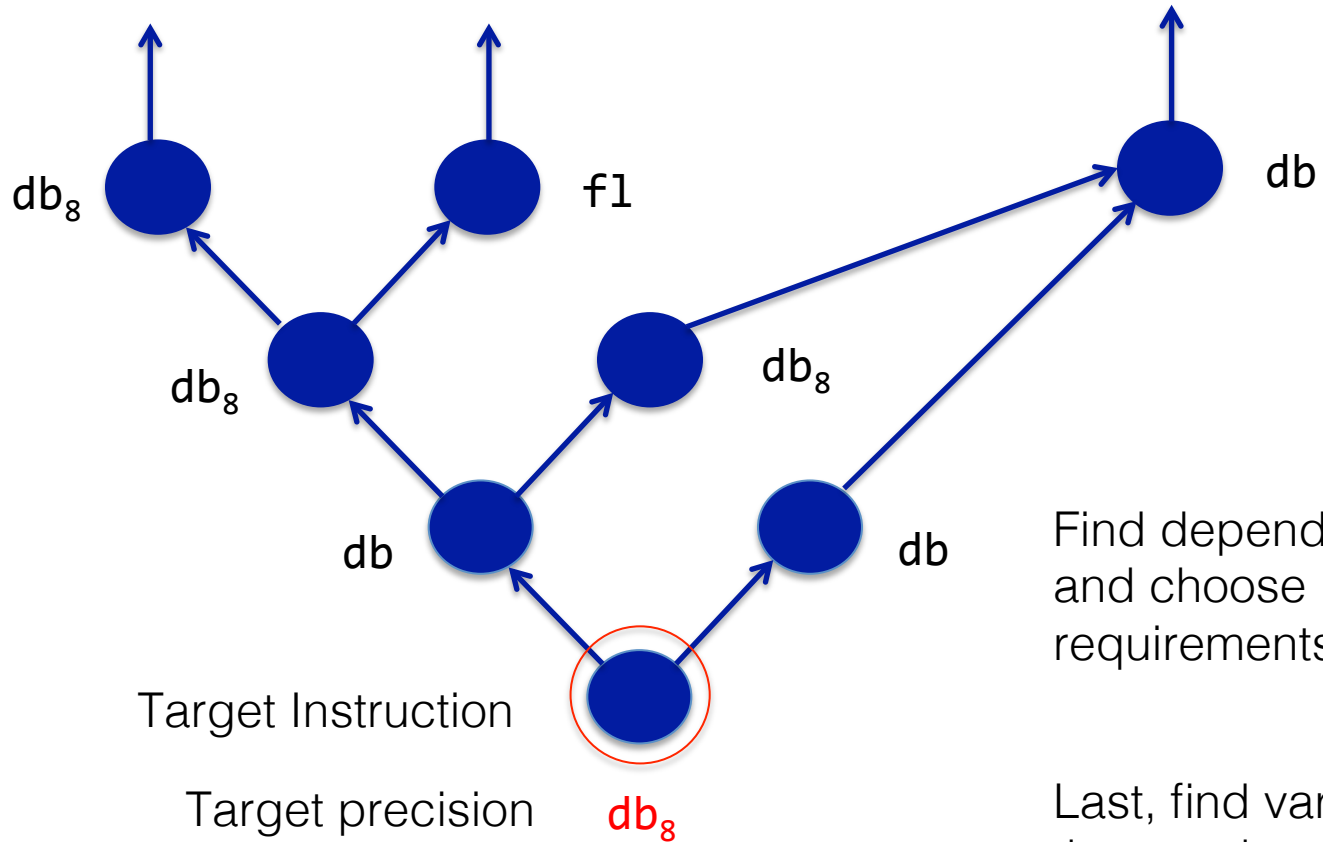 db₈
fl
db
db₈
db₈
db
db
Find depend
and choose
requirements
Target Instruction
Target precision
db₈
Last, find var